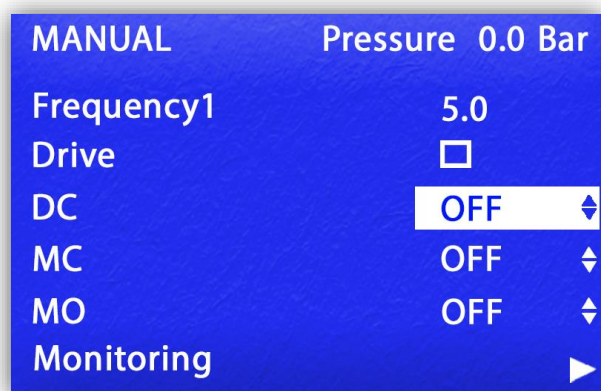 MANUAL Pressure 0.0 Bar
Frequency1 5.0
Drive
DC OFF
MC OFF
MO OFF
Monitoring